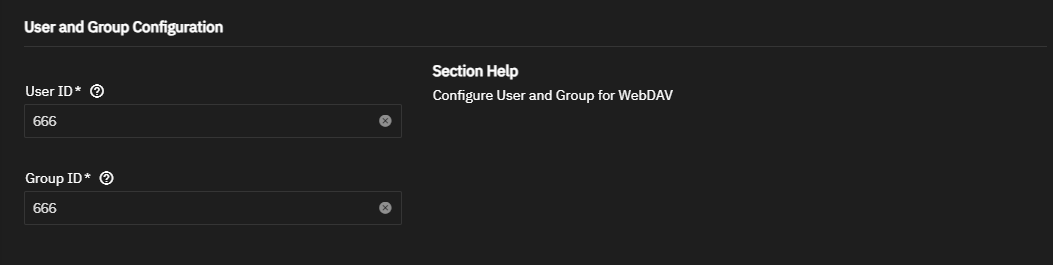 User and Group Configuration
User ID*
666
Group ID*
666
Section Help
Configure User and Group for WebDAV